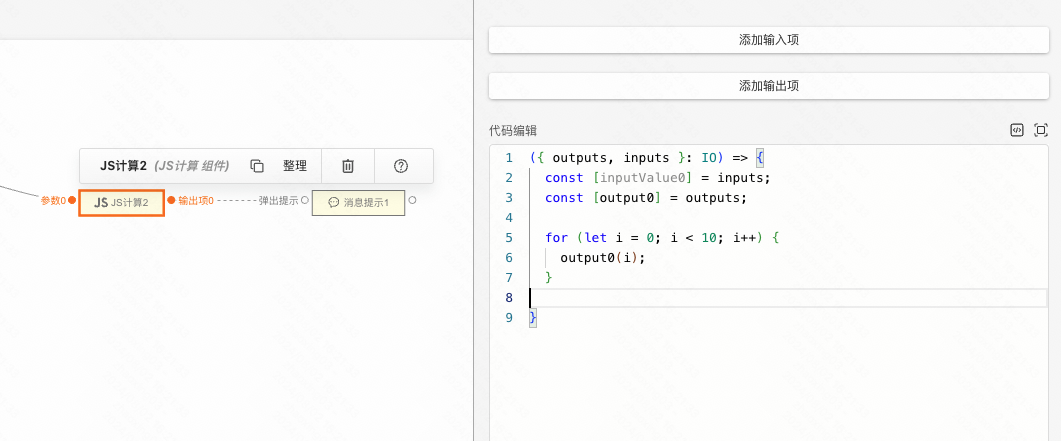 添加输入项
添加输出项
代码编辑
JS计算2 (JS计算 组件) 整理
参数0 JS JS计算2 输出项0 弹出提示 消息提示1
1 ({ outputs, inputs }: IO) => {
2 const [inputValue0] = inputs;
3 const [output0] = outputs;
4
5 for (let i = 0; i < 10; i++) {
6 output0(i);
7 }
8
9 }